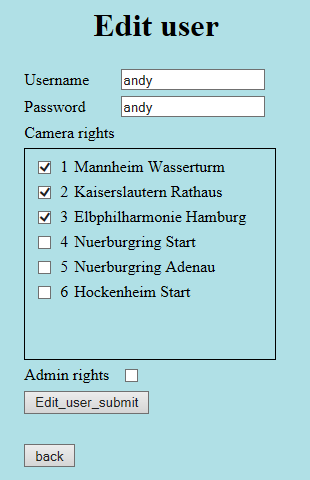 Edit user
Username andy
Password andy
Camera rights
1 Mannheim Wasserturm
2 Kaiserslautern Rathaus
3 Elbphilharmonie Hamburg
4 Nuerburgring Start
5 Nuerburgring Adenau
6 Hockenheim Start
Admin rights
Edit_user_submit
back